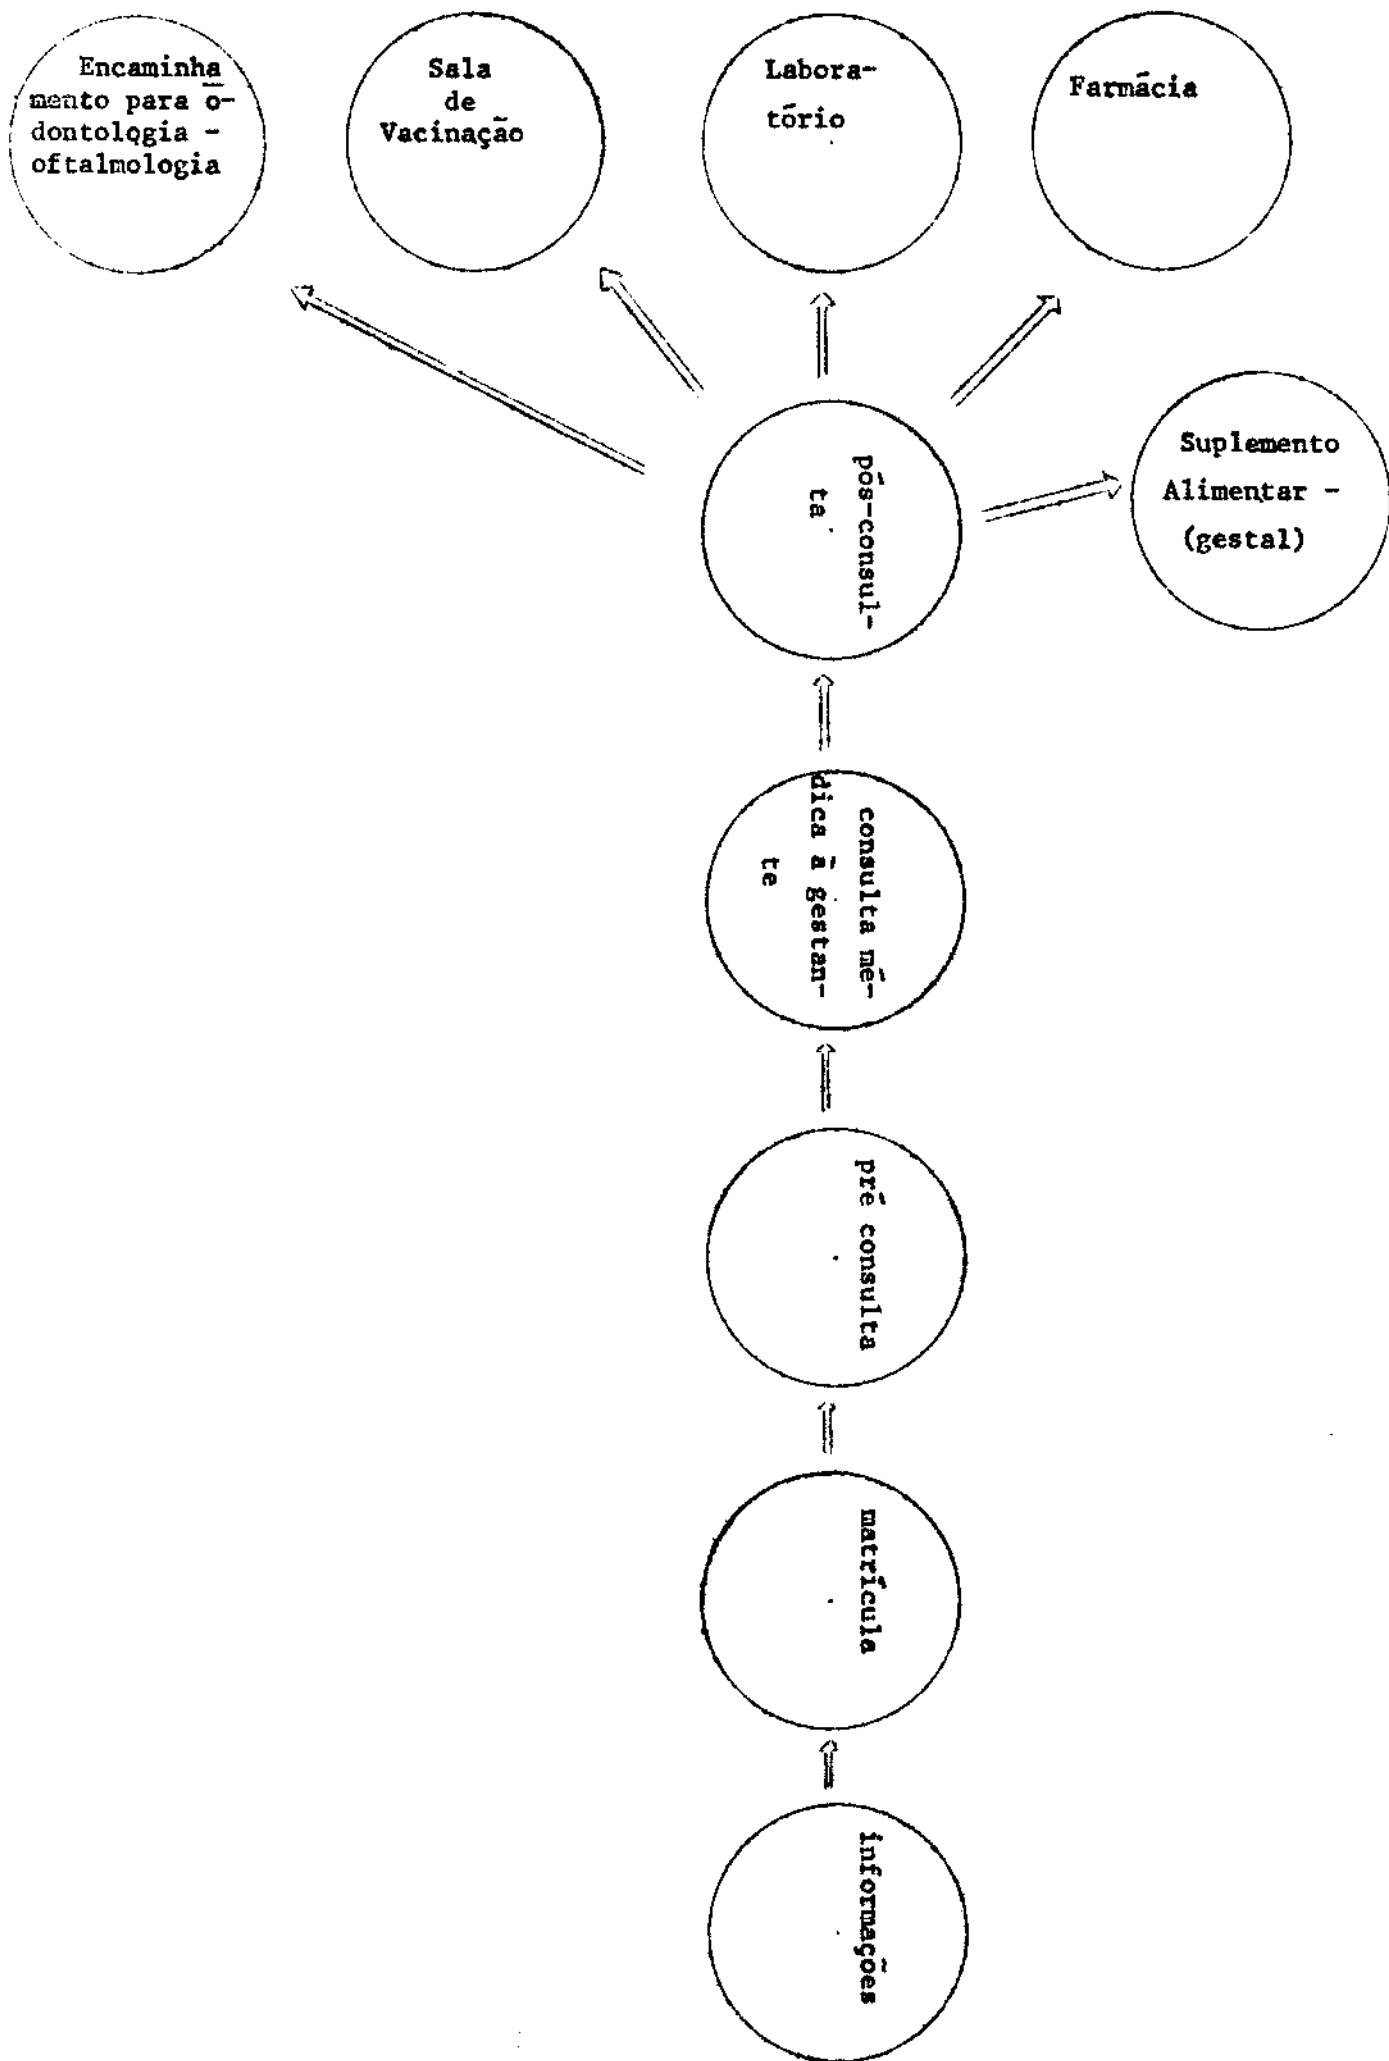 Encaminha
mento para o-
dontologia -
oftalmologia
Sala
de
Vacinação
Labora-
tório
Farmácia
Suplemento
Alimentar -
(gestal)
pós-consul-
ta
consulta mé-
dica à gestan-
te
pré consulta
matrícula
informações